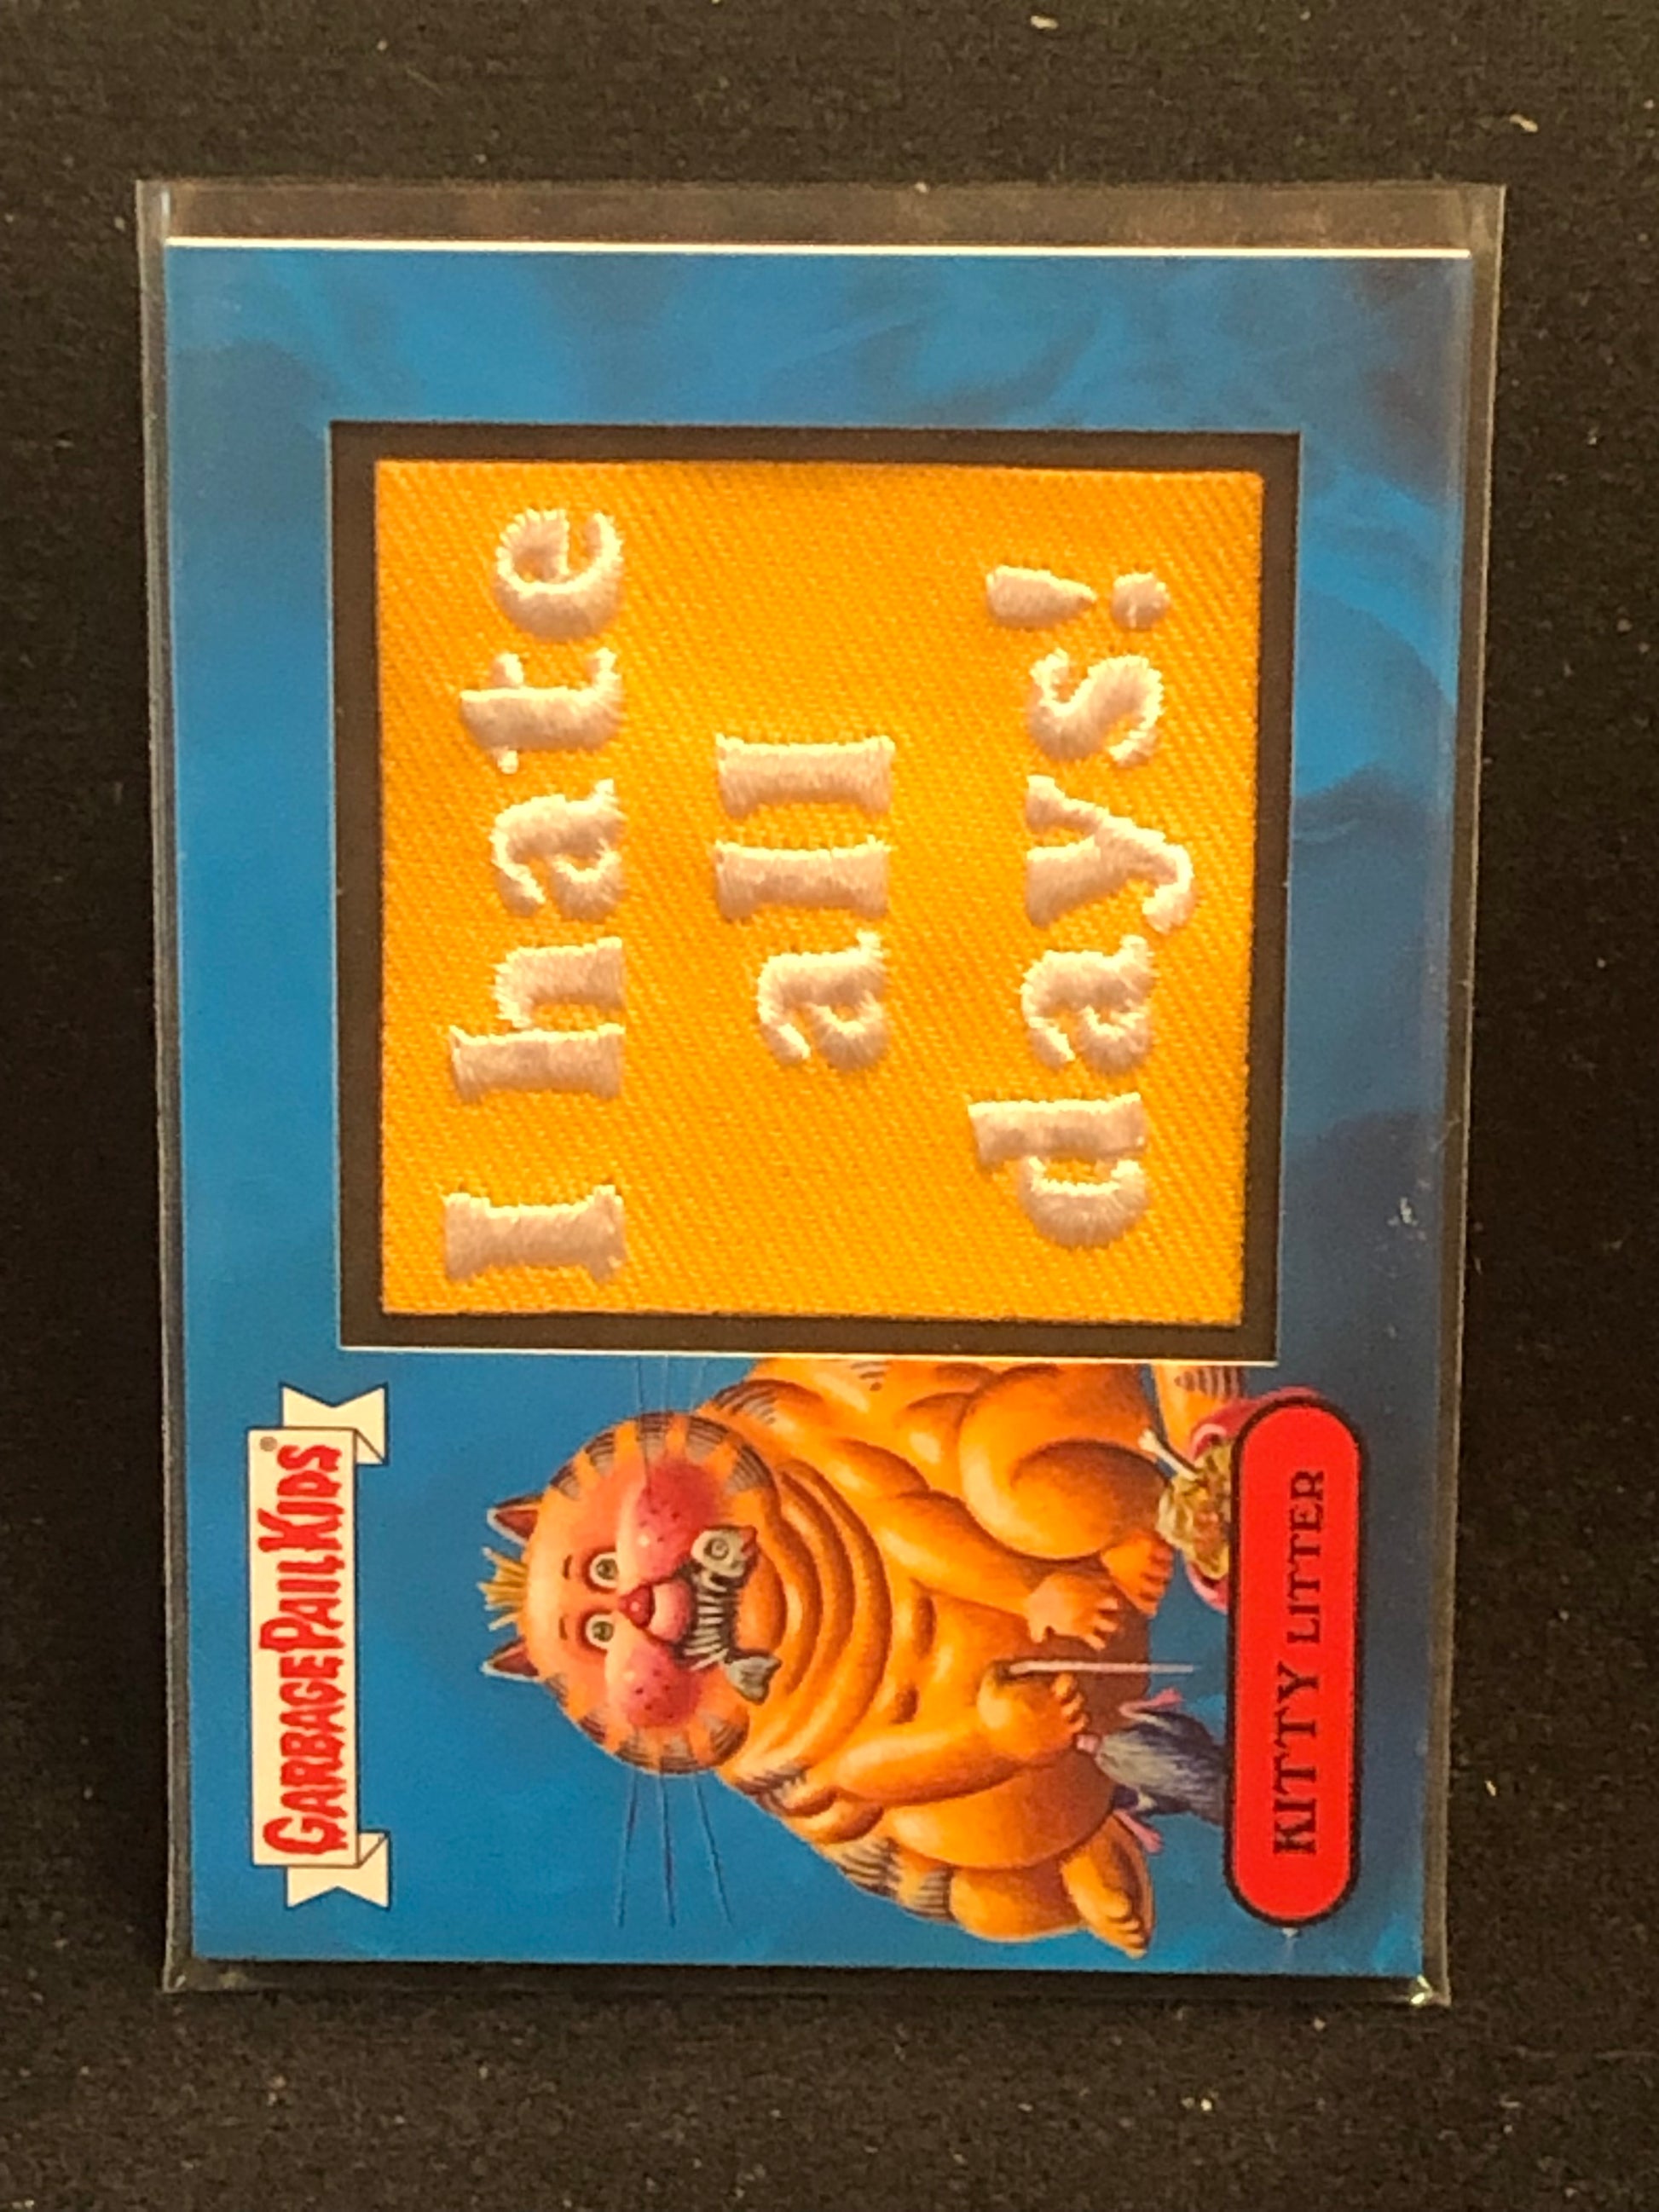 GARBAGE PAIL KIDS®
I hate
all
days!
KITTY LITTER